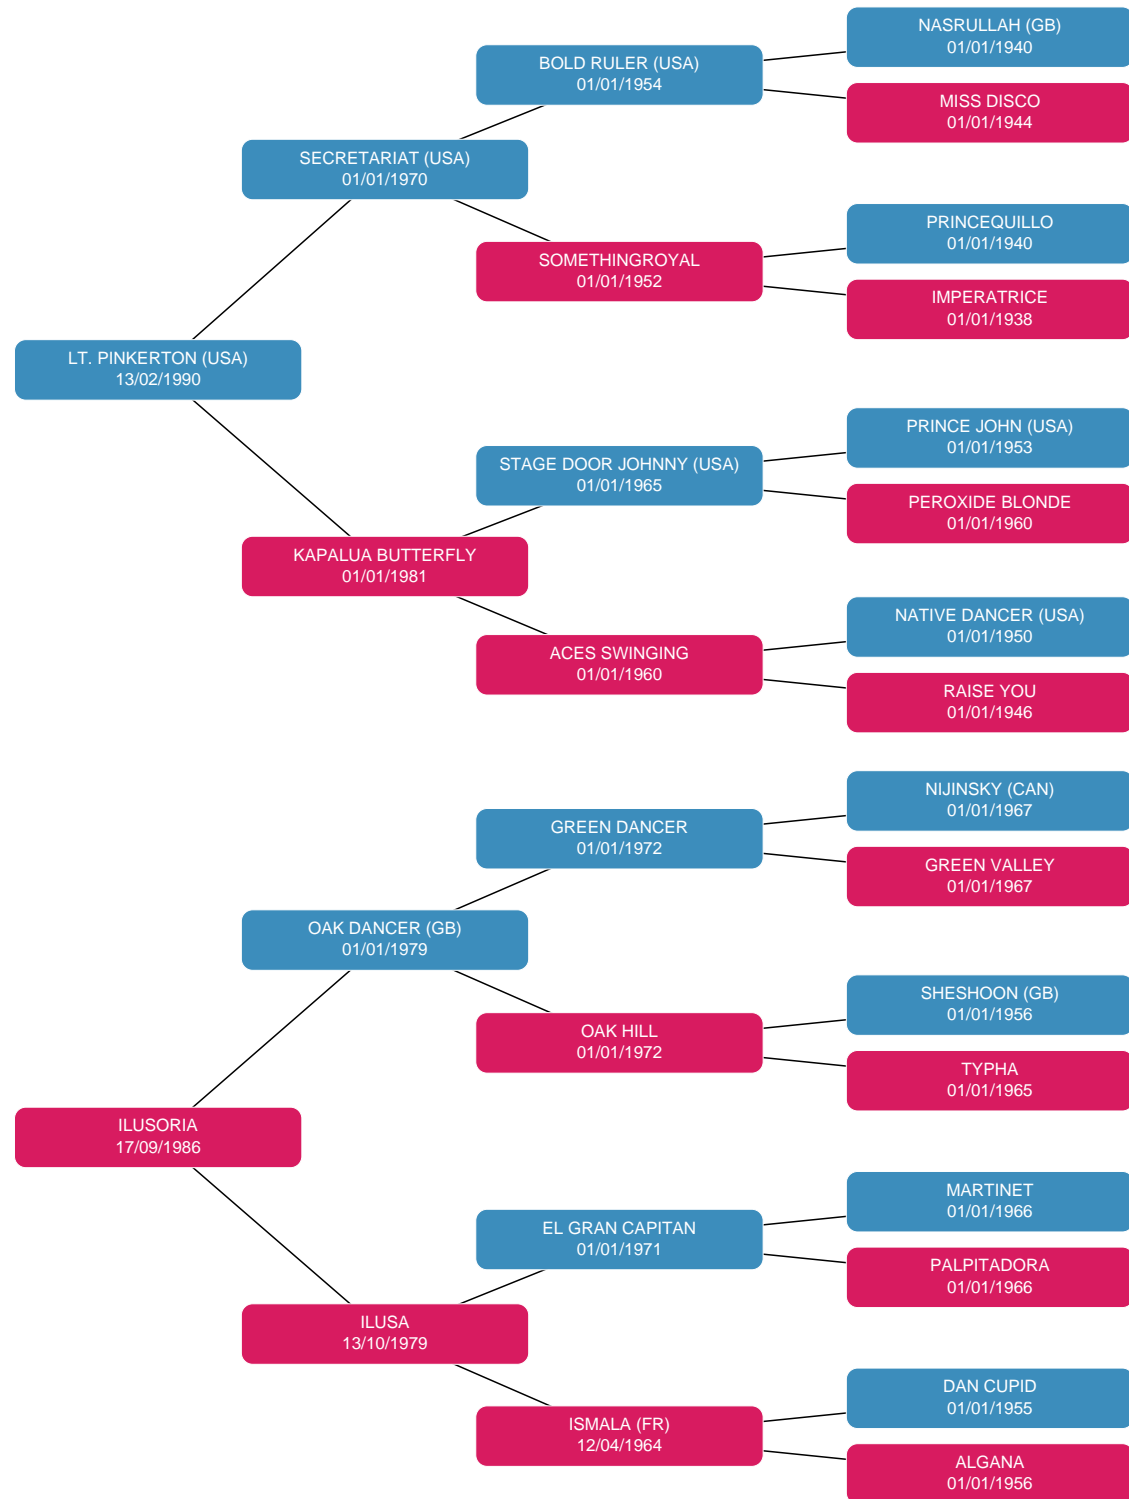 NASRULLAH (GB)
01/01/1940
BOLD RULER (USA)
01/01/1954
MISS DISCO
01/01/1944
SECRETARIAT (USA)
01/01/1970
PRINCEQUILLO
01/01/1940
SOMETHINGROYAL
01/01/1952
IMPERATRICE
01/01/1938
LT. PINKERTON (USA)
13/02/1990
PRINCE JOHN (USA)
01/01/1953
STAGE DOOR JOHNNY (USA)
01/01/1965
PEROXIDE BLONDE
01/01/1960
KAPALUA BUTTERFLY
01/01/1981
NATIVE DANCER (USA)
01/01/1950
ACES SWINGING
01/01/1960
RAISE YOU
01/01/1946
NIJINSKY (CAN)
01/01/1967
GREEN DANCER
01/01/1972
GREEN VALLEY
01/01/1967
OAK DANCER (GB)
01/01/1979
SHESHOON (GB)
01/01/1956
OAK HILL
01/01/1972
TYPHA
01/01/1965
ILUSORIA
17/09/1986
MARTINET
01/01/1966
EL GRAN CAPITAN
01/01/1971
PALPITADORA
01/01/1966
ILUSA
13/10/1979
DAN CUPID
01/01/1955
ISMALA (FR)
12/04/1964
ALGANA
01/01/1956